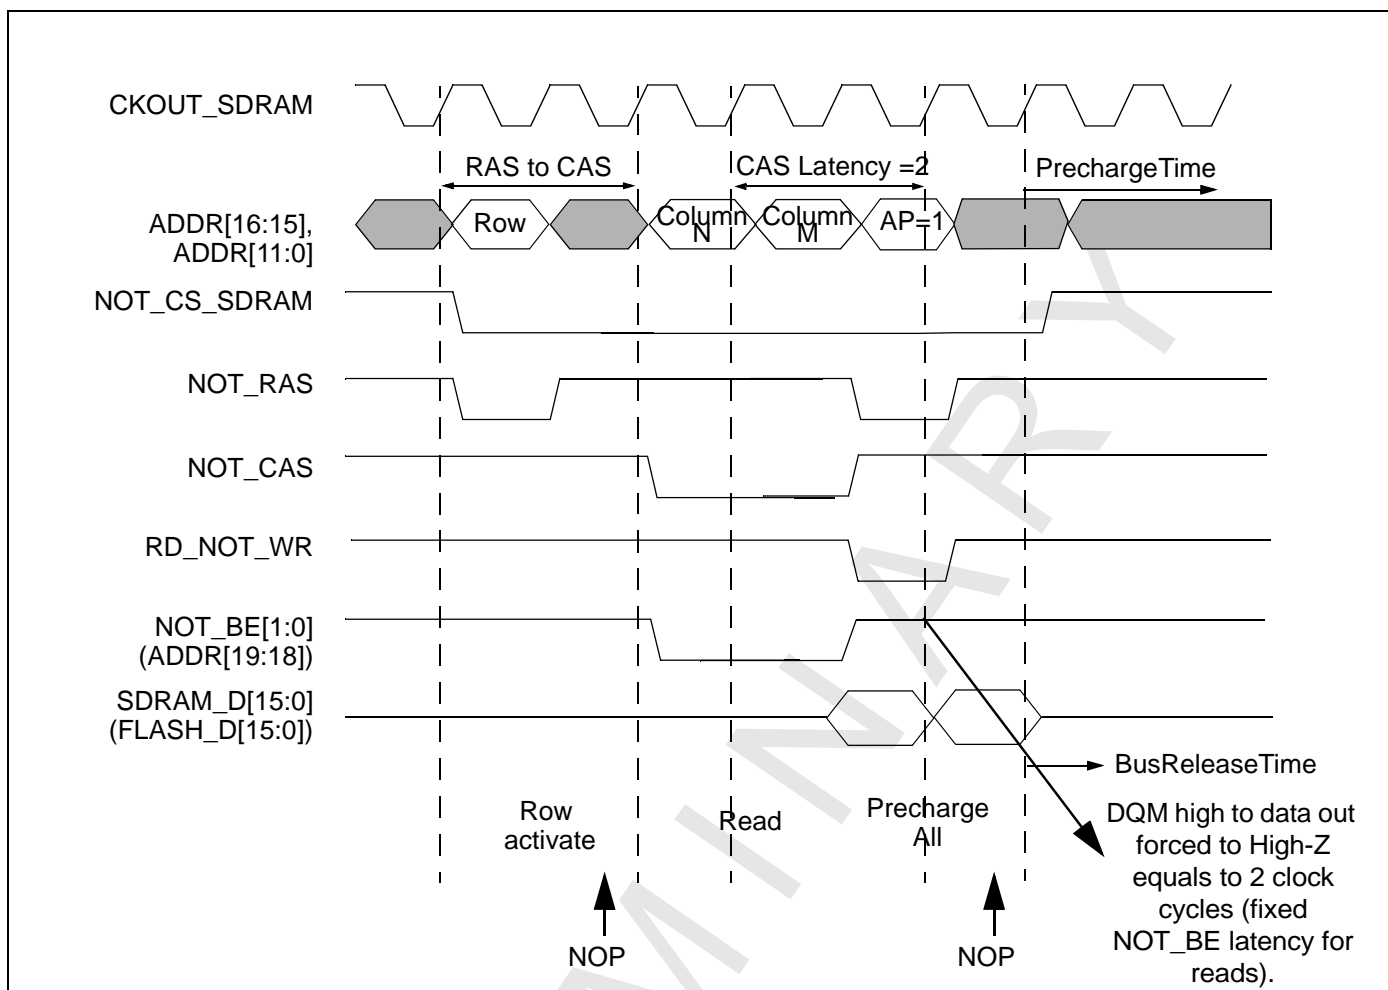 CKOUT_SDRAM
RAS to CAS
CAS Latency =2
PrechargeTime
ADDR[16:15],
ADDR[11:0]
Row
Column
N
Column
M
AP=1
NOT_CS_SDRAM
NOT_RAS
NOT_CAS
RD_NOT_WR
NOT_BE[1:0]
(ADDR[19:18])
SDRAM_D[15:0]
(FLASH_D[15:0])
BusReleaseTime
Row
activate
Read
Precharge
All
DQM high to data out
forced to High-Z
equals to 2 clock
cycles (fixed
NOT_BE latency for
reads).
NOP
NOP
MINARY